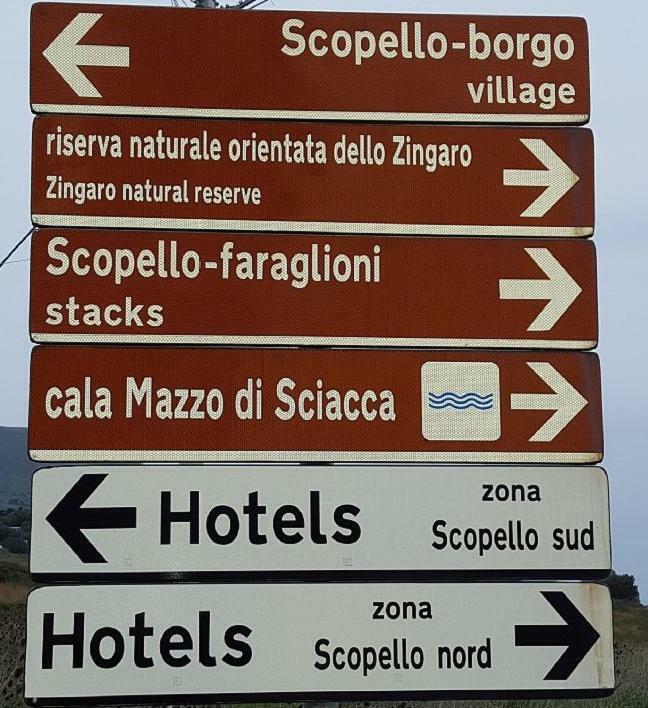 Scopello-borgo
village
riserva naturale orientata dello Zingaro
Zingaro natural reserve
Scopello-faraglioni
stacks
cala Mazzo di Sciacca
Hotels
zona
Scopello sud
Hotels
zona
Scopello nord